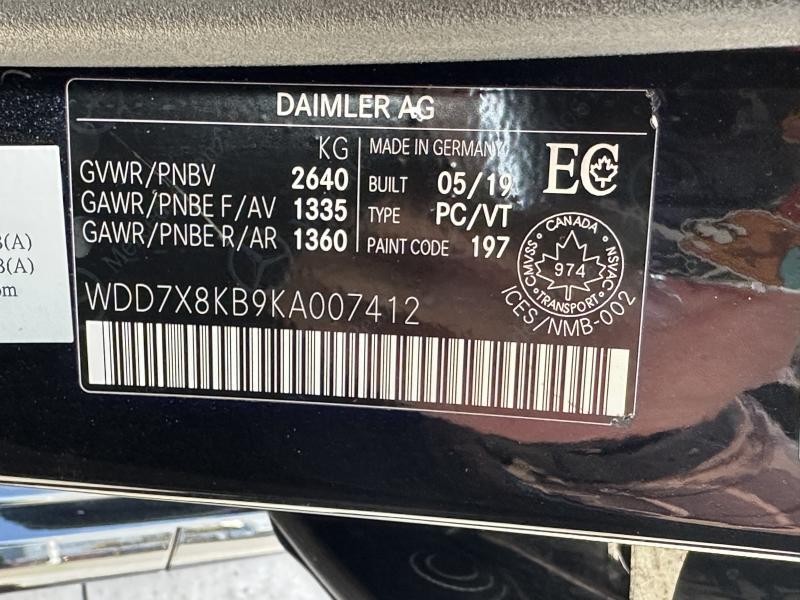 DAIMLER AG
KG
GVWR/PNBV 2640
GAWR/PNBE F/AV 1335
GAWR/PNBE R/AR 1360
MADE IN GERMANY
BUILT 05/19
TYPE PC/VT
PAINT CODE 197
EC
CANADA
CMVSS 974 NSVAC
TRANSPORT
ICES/NMB-002
WDD7X8KB9KA007412
(A)
(A)
om